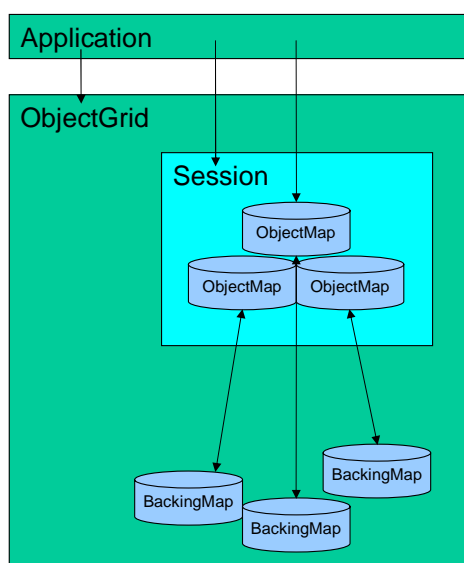 Application
ObjectGrid
Session
ObjectMap
ObjectMap
ObjectMap
BackingMap
BackingMap
BackingMap